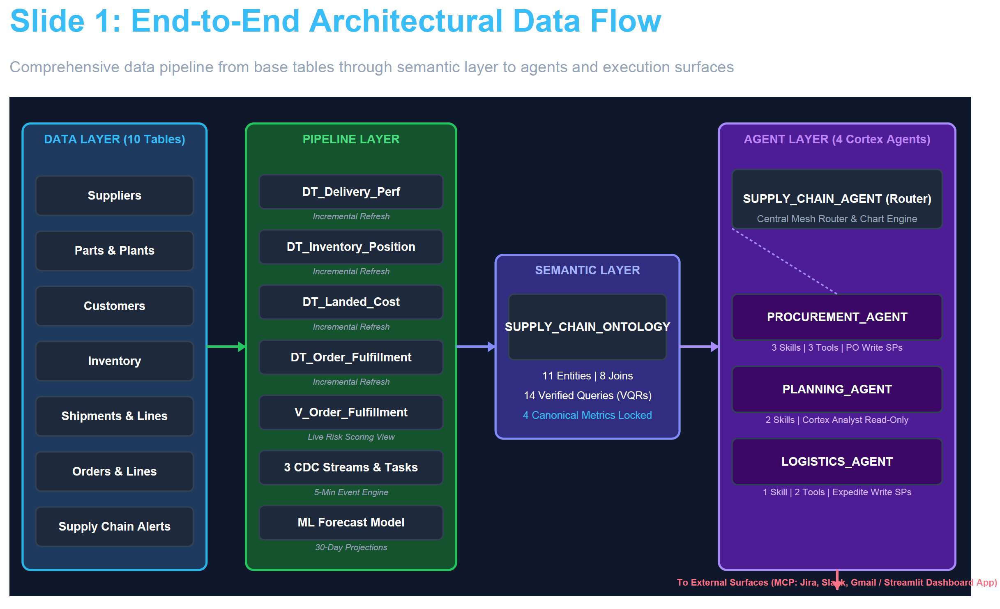 Slide 1: End-to-End Architectural Data Flow
Comprehensive data pipeline from base tables through semantic layer to agents and execution surfaces
DATA LAYER (10 Tables)
Suppliers
Parts & Plants
Customers
Inventory
Shipments & Lines
Orders & Lines
Supply Chain Alerts
PIPELINE LAYER
DT_Delivery_Perf
Incremental Refresh
DT_Inventory_Position
Incremental Refresh
DT_Landed_Cost
Incremental Refresh
DT_Order_Fulfillment
Incremental Refresh
V_Order_Fulfillment
Live Risk Scoring View
3 CDC Streams & Tasks
5-Min Event Engine
ML Forecast Model
30-Day Projections
SEMANTIC LAYER
SUPPLY_CHAIN_ONTOLOGY
11 Entities | 8 Joins
14 Verified Queries (VQRs)
4 Canonical Metrics Locked
AGENT LAYER (4 Cortex Agents)
SUPPLY_CHAIN_AGENT (Router)
Central Mesh Router & Chart Engine
PROCUREMENT_AGENT
3 Skills | 3 Tools | PO Write SPs
PLANNING_AGENT
2 Skills | Cortex Analyst Read-Only
LOGISTICS_AGENT
1 Skill | 2 Tools | Expedite Write SPs
To External Surfaces (MCP: Jira, Slack, Gmail / Streamlit Dashboard App)